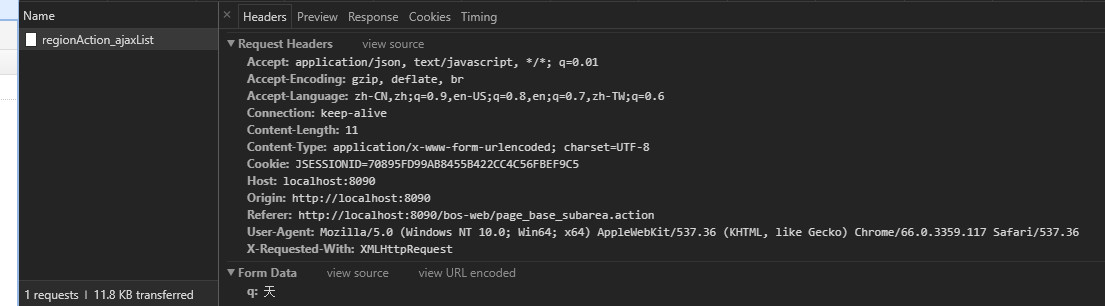 Name
regionAction_ajaxList
1 requests | 11.8 KB transferred
× Headers Preview Response Cookies Timing
▼ Request Headers view source
Accept: application/json, text/javascript, */*; q=0.01
Accept-Encoding: gzip, deflate, br
Accept-Language: zh-CN,zh;q=0.9,en-US;q=0.8,en;q=0.7,zh-TW;q=0.6
Connection: keep-alive
Content-Length: 11
Content-Type: application/x-www-form-urlencoded; charset=UTF-8
Cookie: JSESSIONID=70895FD99AB8455B422CC4C56FBEF9C5
Host: localhost:8090
Origin: http://localhost:8090
Referer: http://localhost:8090/bos-web/page_base_subarea.action
User-Agent: Mozilla/5.0 (Windows NT 10.0; Win64; x64) AppleWebKit/537.36 (KHTML, like Gecko) Chrome/66.0.3359.117 Safari/537.36
X-Requested-With: XMLHttpRequest
▼ Form Data view source view URL encoded
q: 天